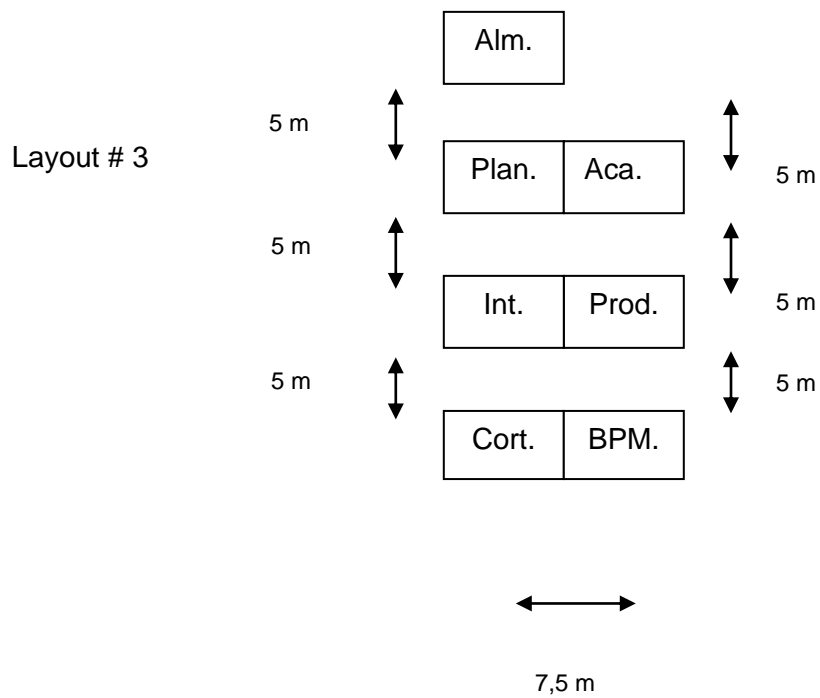 Alm.
5 m
Layout # 3
Plan. Aca.
5 m
5 m
Int. Prod.
5 m
5 m
5 m
Cort. BPM.
7,5 m